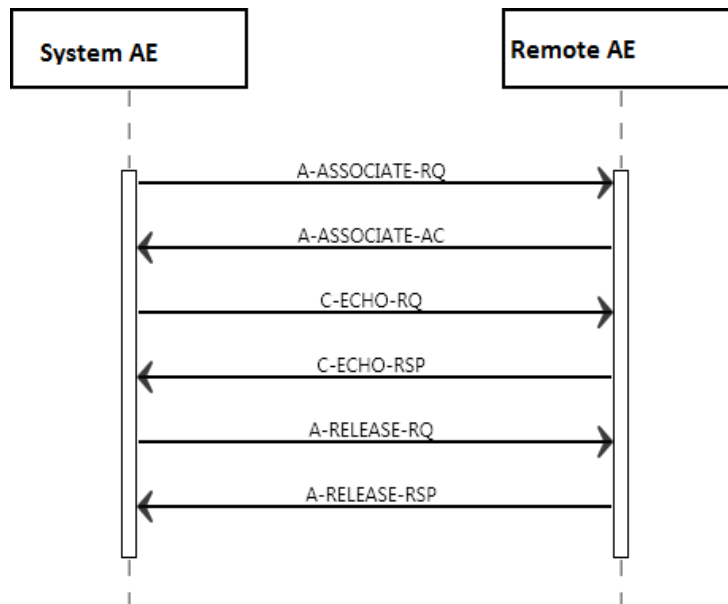 System AE
Remote AE
A-ASSOCIATE-RQ
A-ASSOCIATE-AC
C-ECHO-RQ
C-ECHO-RSP
A-RELEASE-RQ
A-RELEASE-RSP